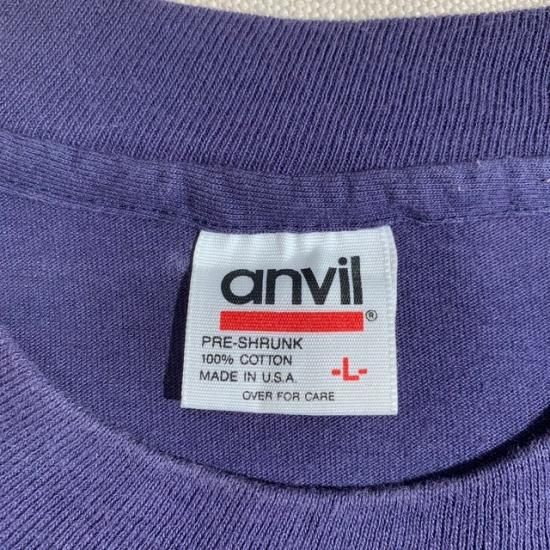 anvil
®
PRE-SHRUNK
100% COTTON
MADE IN U.S.A. -L-
OVER FOR CARE